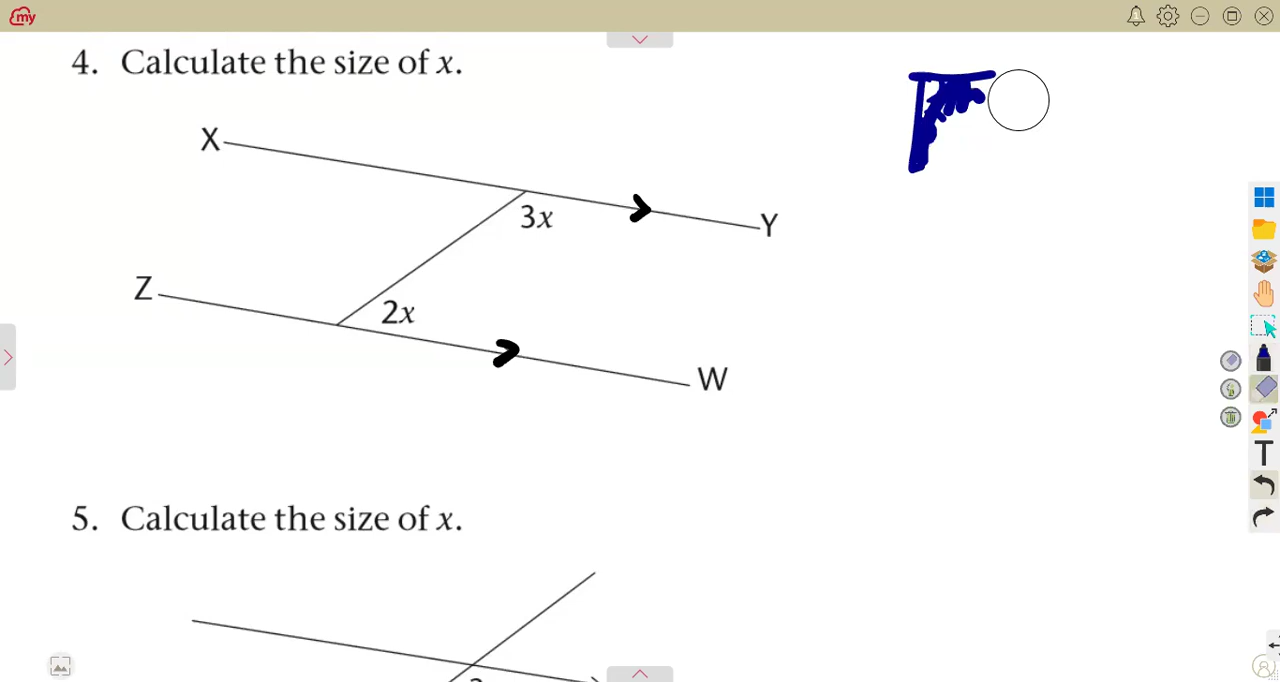 my
4. Calculate the size of x.
X
3x
Y
Z
2x
W
5. Calculate the size of x.
T